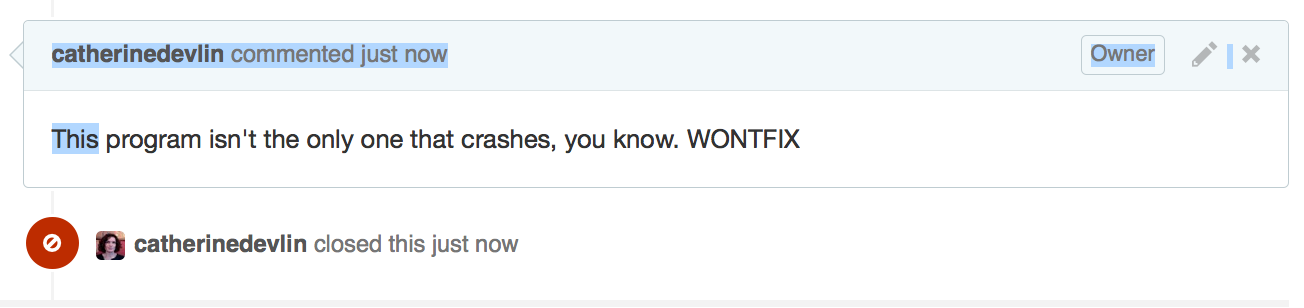 catherinedevlin commented just now Owner
This program isn't the only one that crashes, you know. WONTFIX
catherinedevlin closed this just now